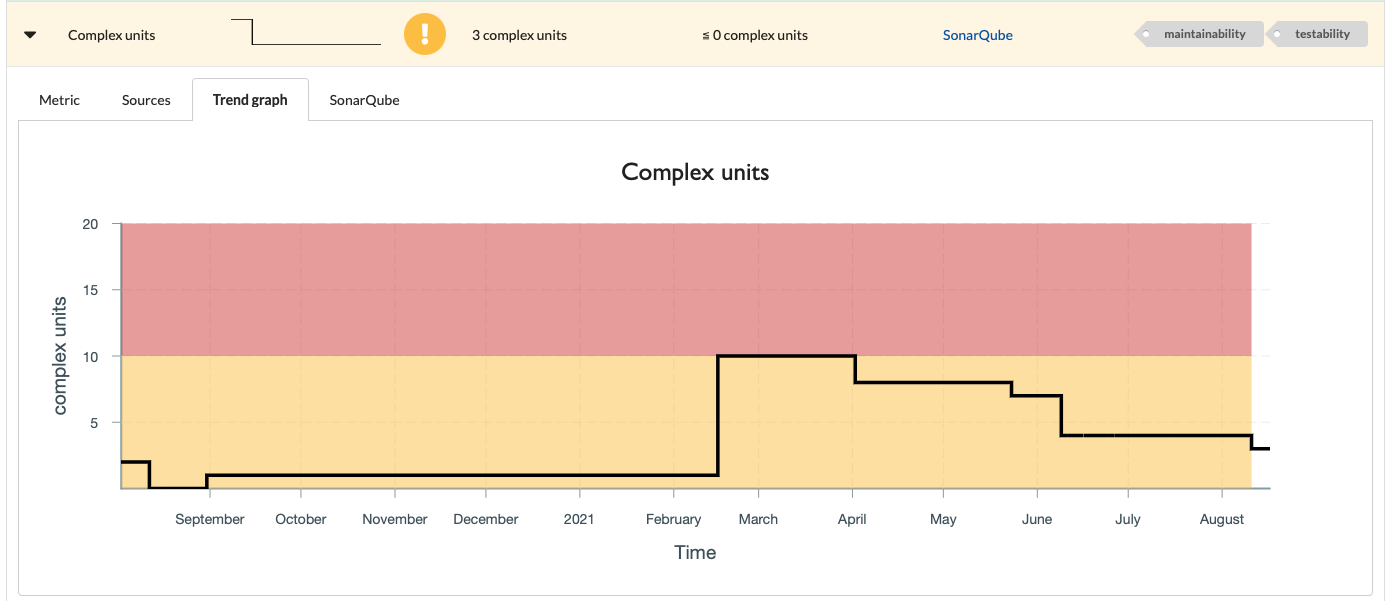 Complex units ! 3 complex units ≤ 0 complex units SonarQube maintainability testability
Metric Sources Trend graph SonarQube
Complex units
20
15
10
5
complex units
September October November December 2021 February March April May June July August
Time